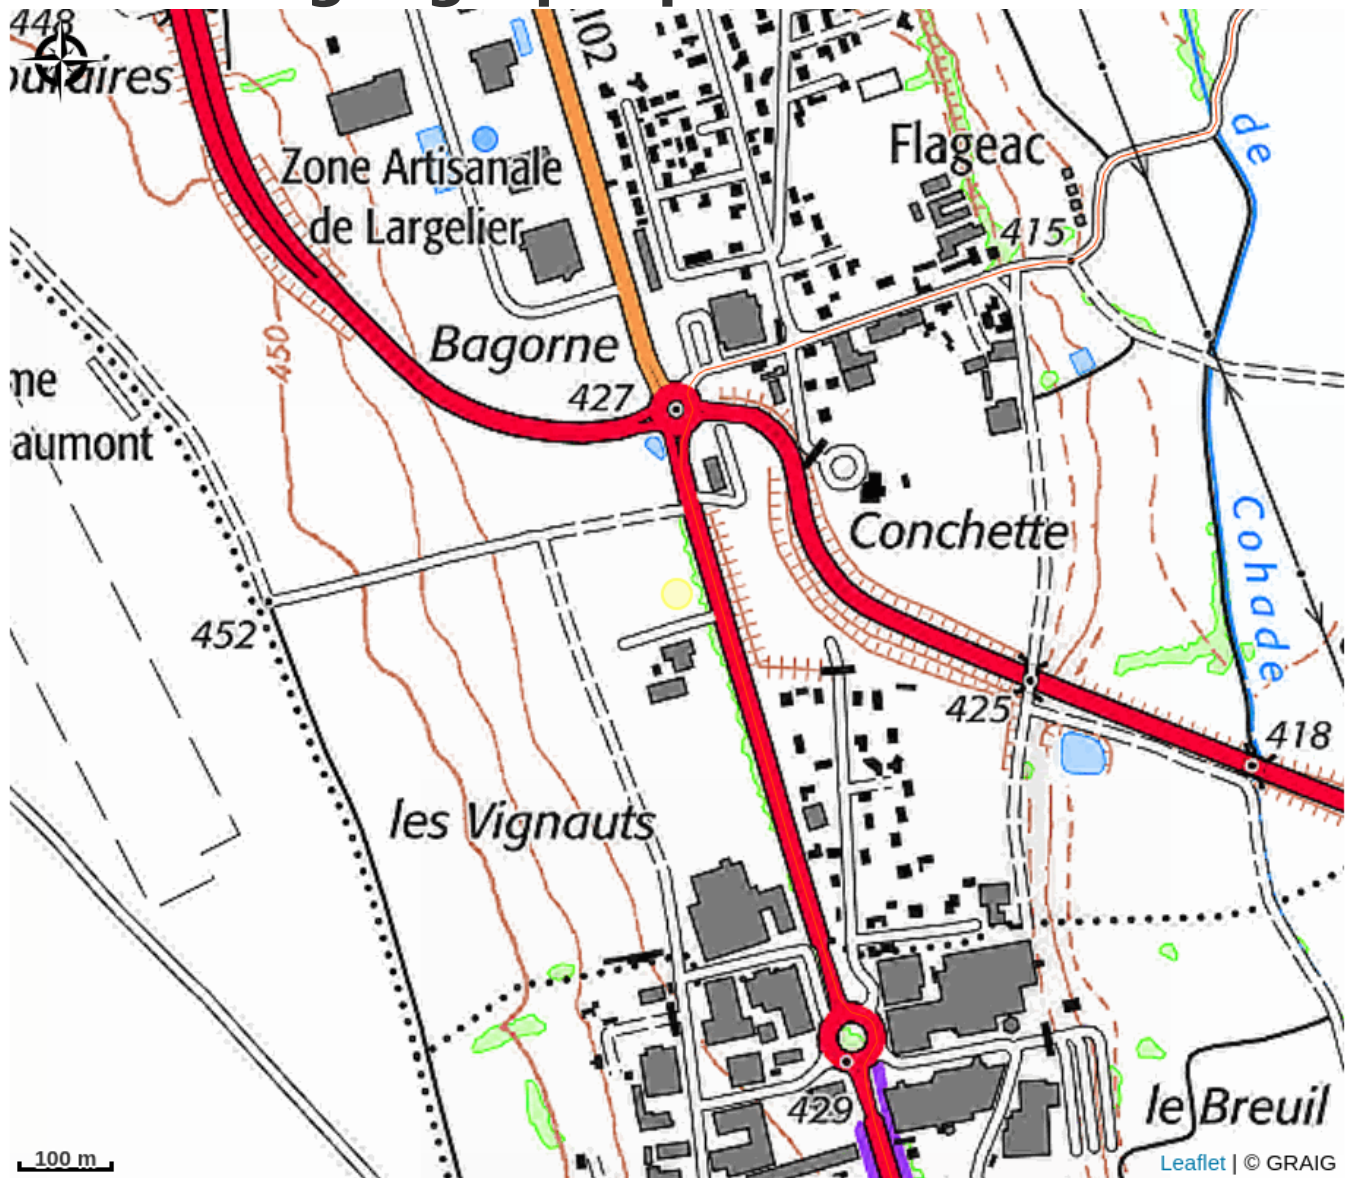 448
102
de
Flageac
Zone Artisanale
de Largelier
415
Bagorne
450
427
me
aumont
Conchette
Cohade
452
425
418
les Vignauts
429
le Breuil
100 m
Leaflet | © GRAIG